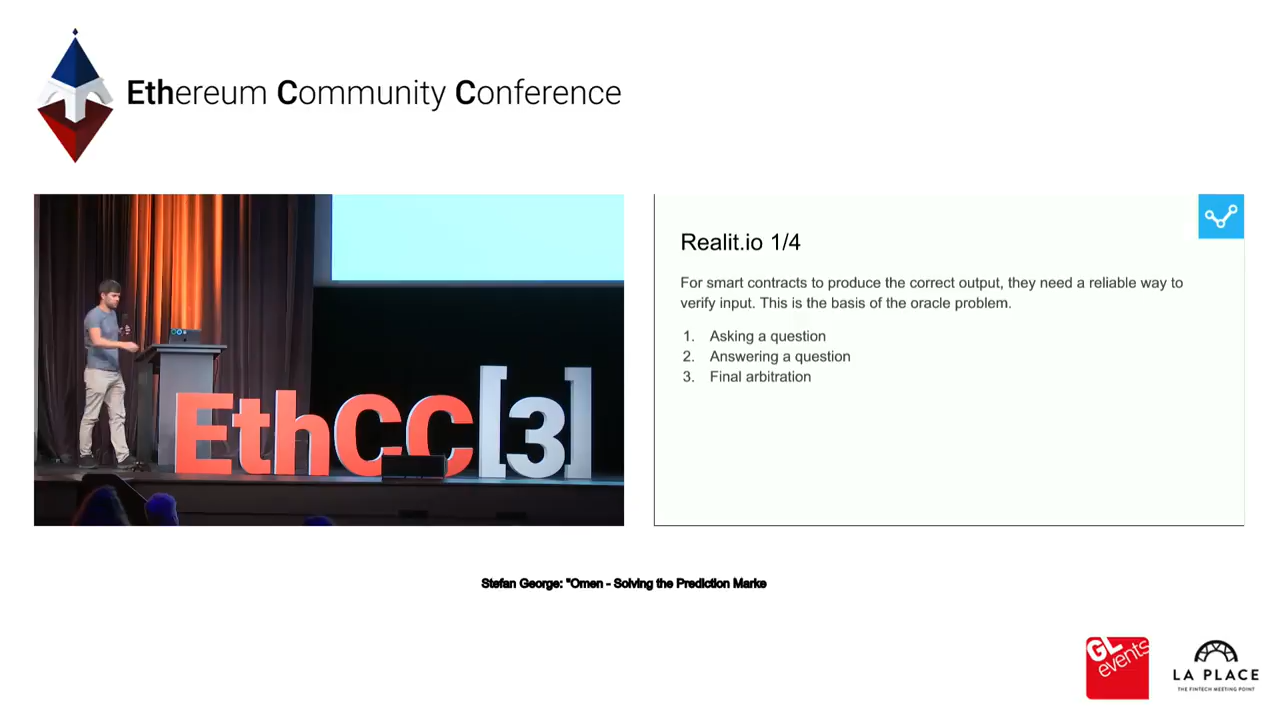 Ethereum Community Conference
EthCC[3]
Realit.io 1/4
For smart contracts to produce the correct output, they need a reliable way to
verify input. This is the basis of the oracle problem.
1. Asking a question
2. Answering a question
3. Final arbitration
Stefan George: "Omen - Solving the Prediction Marke
GL
events
LA PLACE
THE FINTECH MEETING POINT